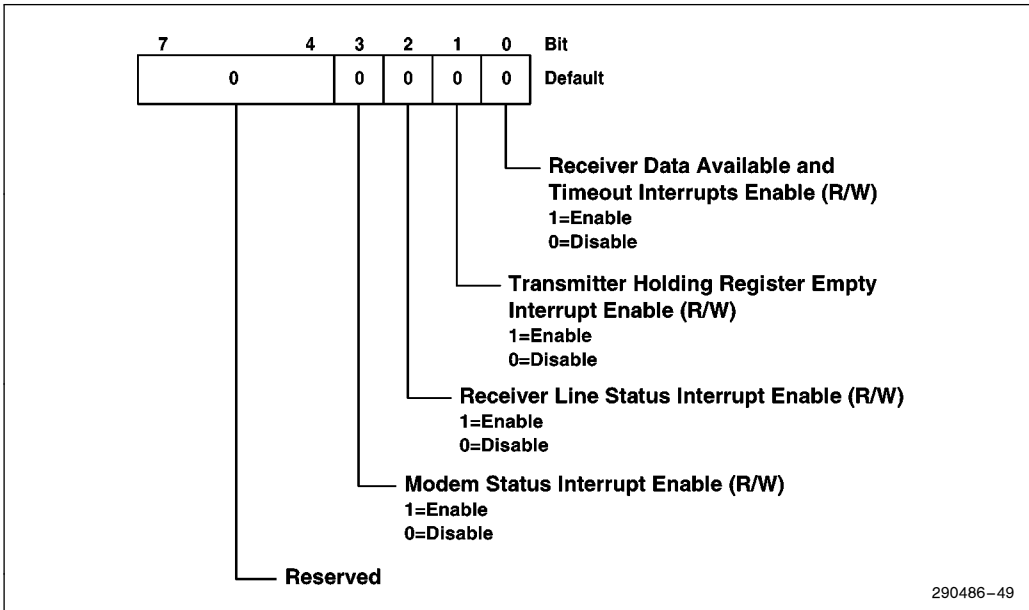 7 4 3 2 1 0 Bit
0 0 0 0 0 Default
Receiver Data Available and
Timeout Interrupts Enable (R/W)
1=Enable
0=Disable
Transmitter Holding Register Empty
Interrupt Enable (R/W)
1=Enable
0=Disable
Receiver Line Status Interrupt Enable (R/W)
1=Enable
0=Disable
Modem Status Interrupt Enable (R/W)
1=Enable
0=Disable
Reserved
290486–49